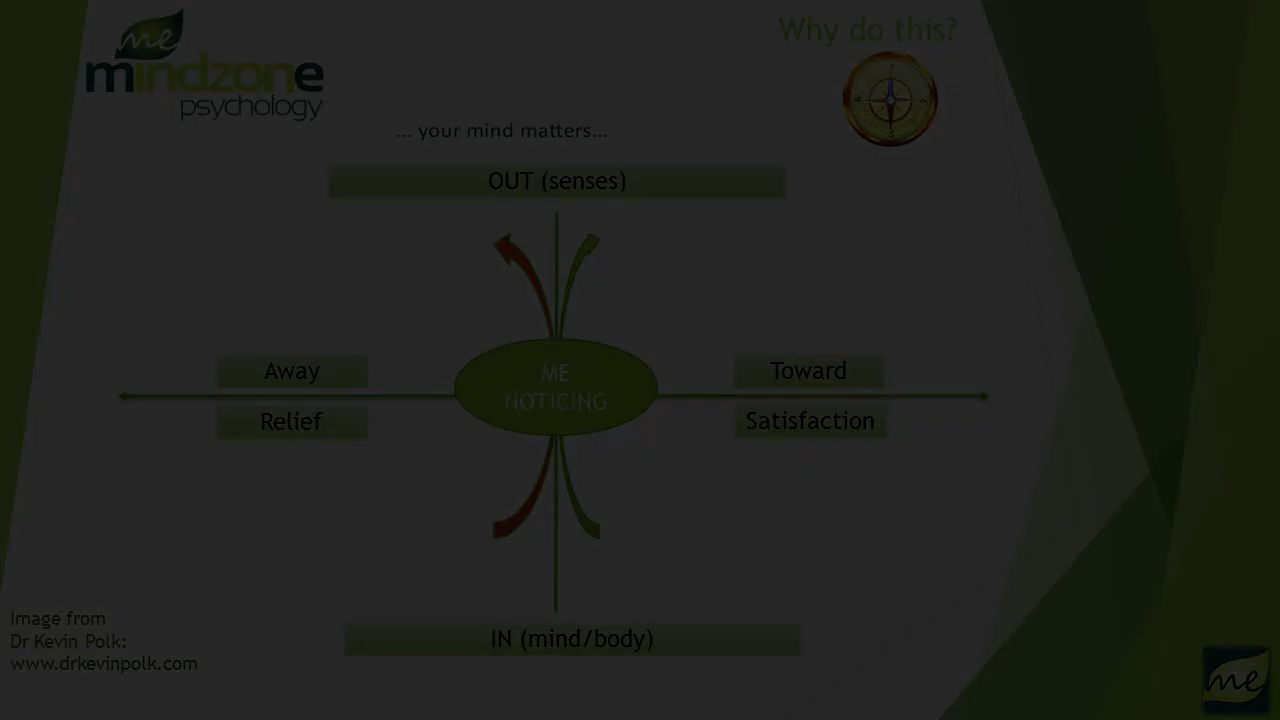 me
mindzone
psychology
Why do this?
... your mind matters...
OUT (senses)
Away
Toward
ME
NOTICING
Relief
Satisfaction
Image from
Dr Kevin Polk:
www.drkevinpolk.com
IN (mind/body)
me